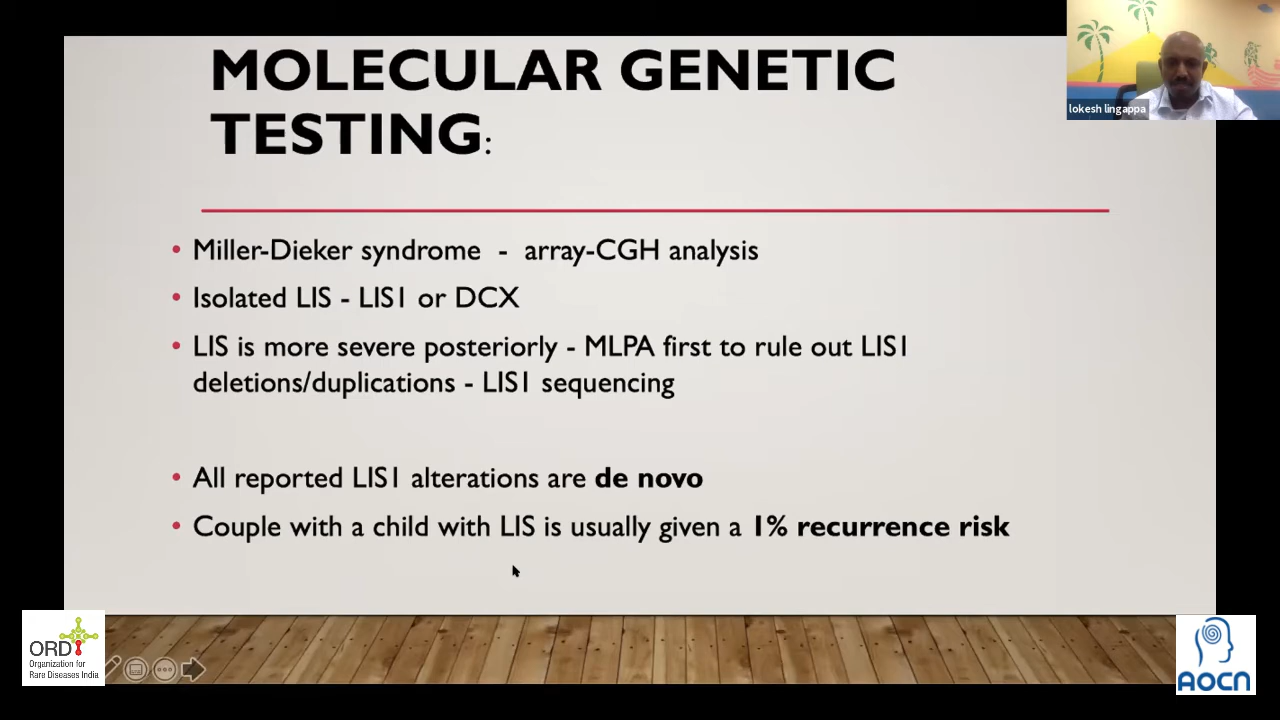 MOLECULAR GENETIC
TESTING:
lokesh lingappa
• Miller-Dieker syndrome - array-CGH analysis
• Isolated LIS - LIS1 or DCX
• LIS is more severe posteriorly - MLPA first to rule out LIS1
deletions/duplications - LIS1 sequencing
• All reported LIS1 alterations are de novo
• Couple with a child with LIS is usually given a 1% recurrence risk
ORDI
Organization for
Rare Diseases India
AOCN